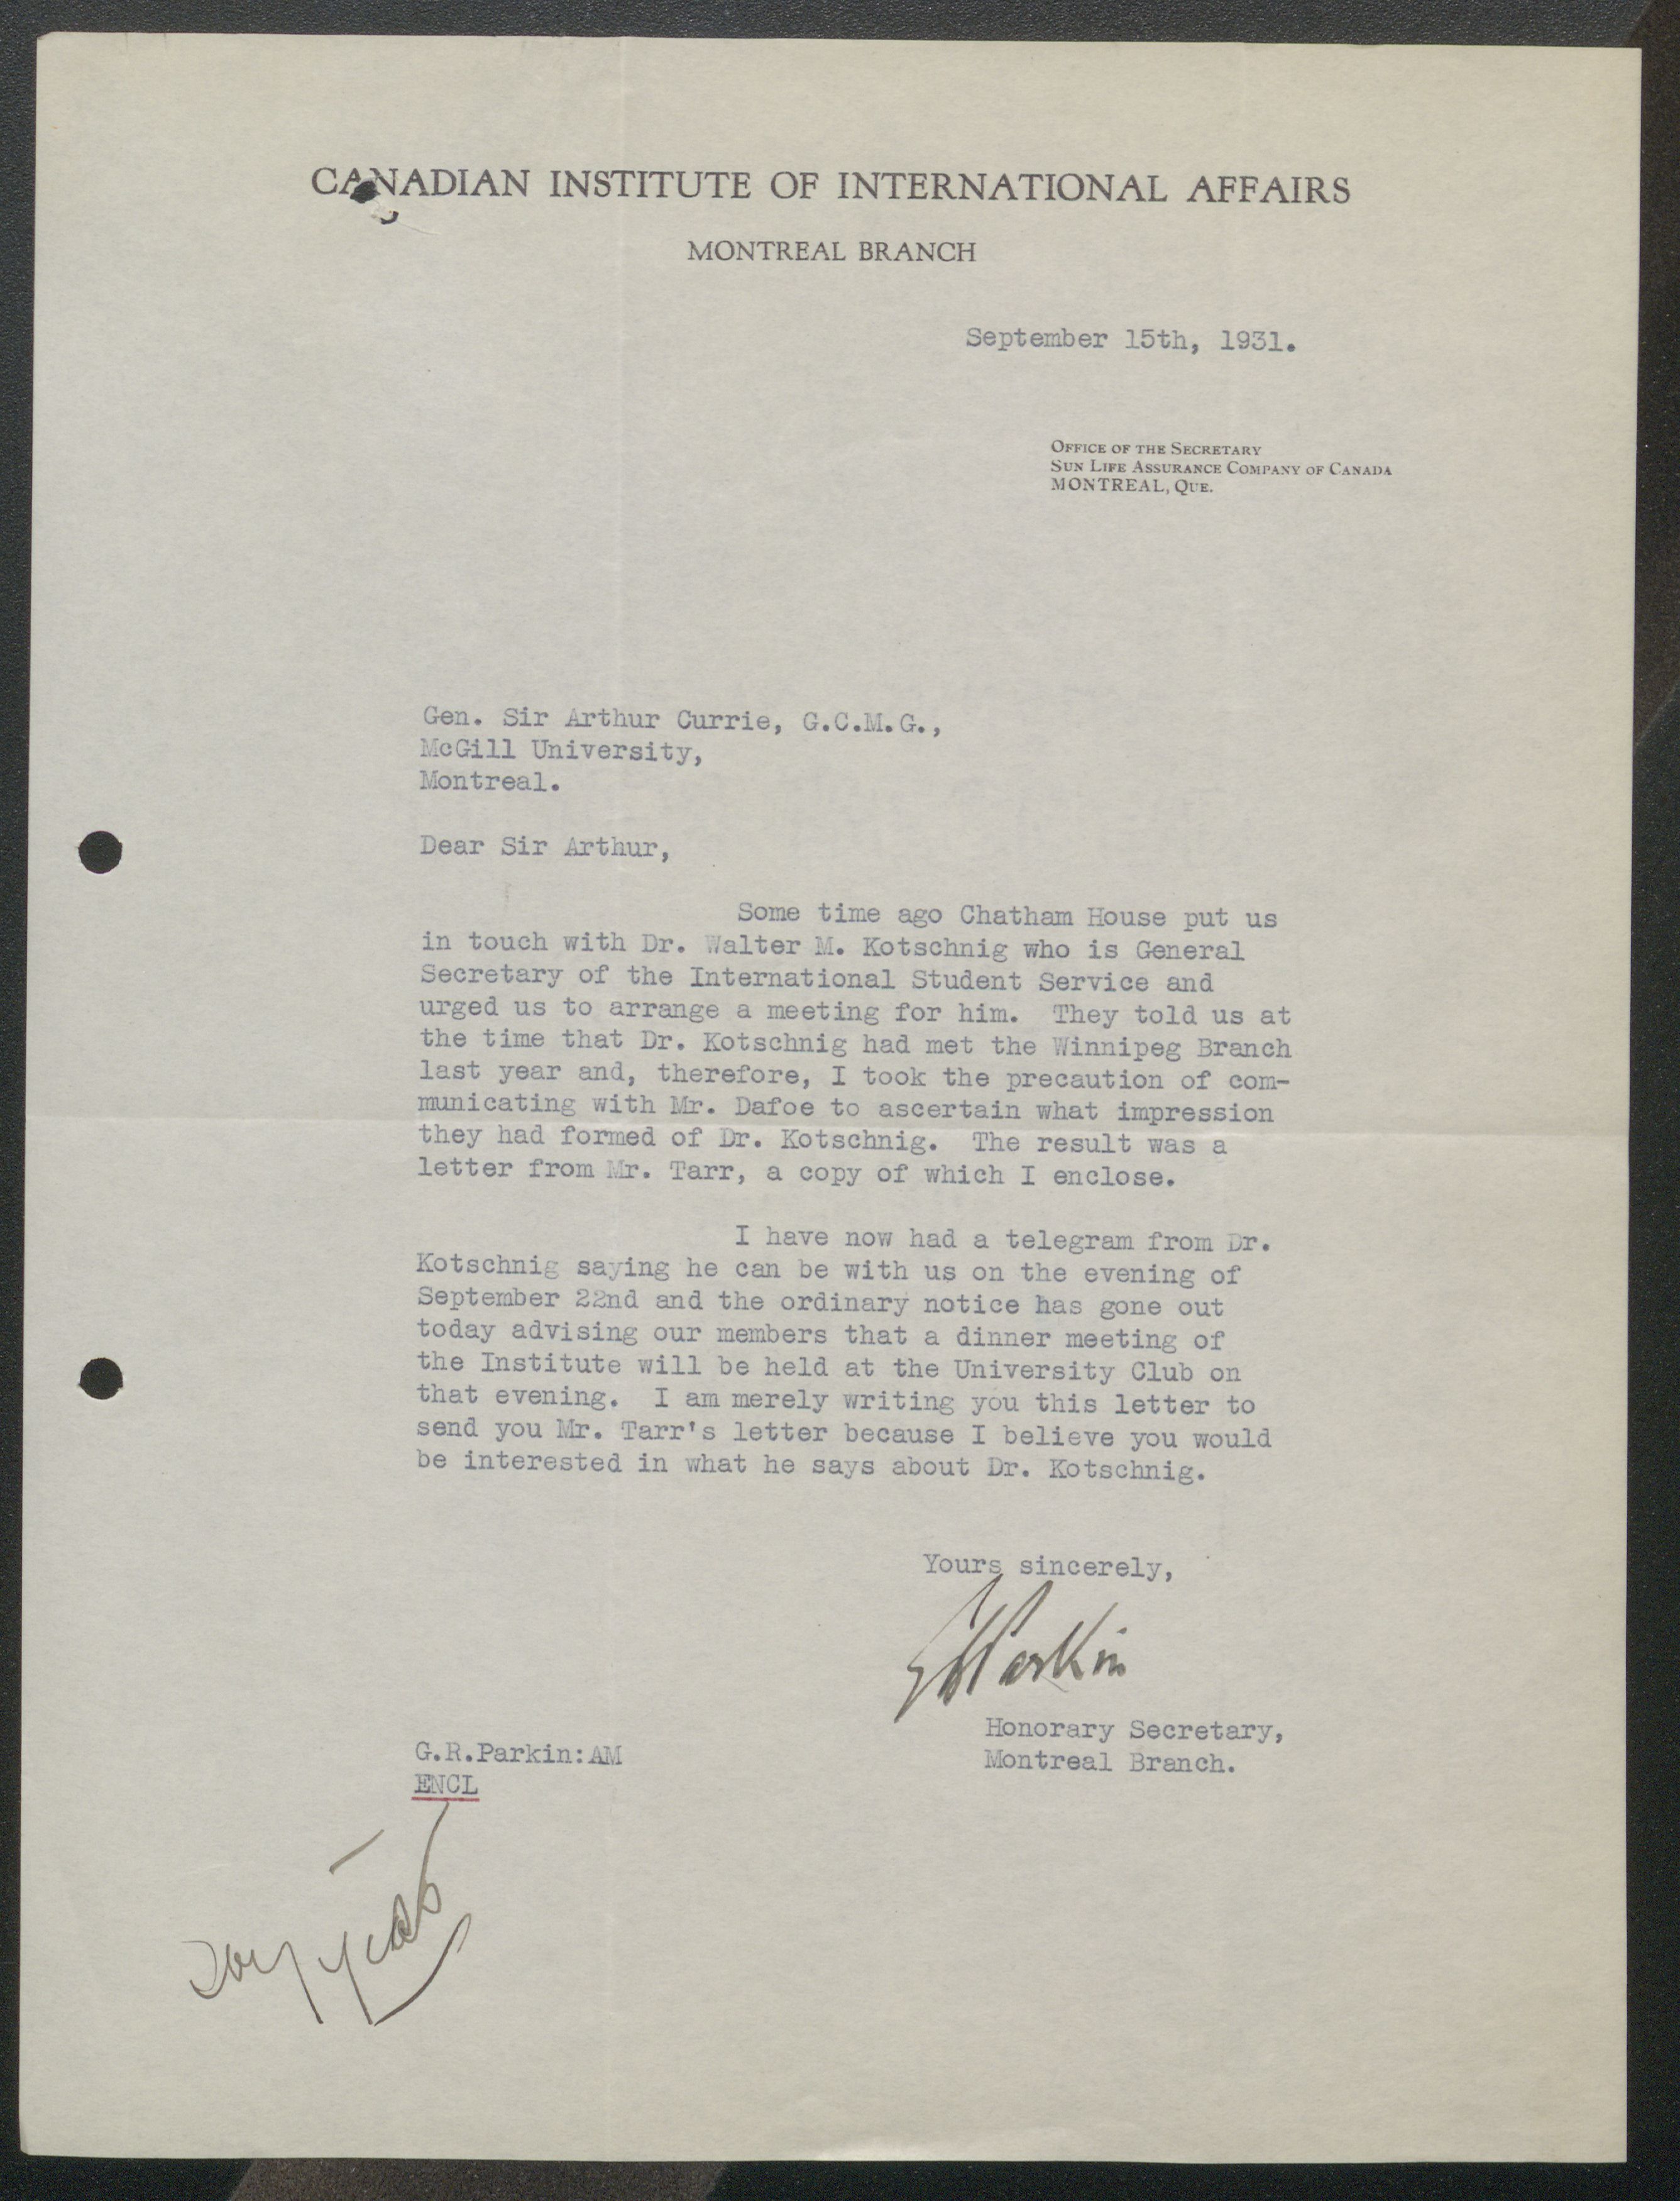 CANADIAN INSTITUTE OF INTERNATIONAL AFFAIRS
MONTREAL BRANCH
September 15th, 1931.
OFFICE OF THE SECRETARY
SUN LIFE ASSURANCE COMPANY OF CANADA
MONTREAL, QUE.
Gen. Sir Arthur Currie, G.C.M.G.,
McGill University,
Montreal.
Dear Sir Arthur,
Some time ago Chatham House put us
in touch with Dr. Walter M. Kotschnig who is General
Secretary of the International Student Service and
urged us to arrange a meeting for him. They told us at
the time that Dr. Kotschnig had met the Winnipeg Branch
last year and, therefore, I took the precaution of com-
municating with Mr. Dafoe to ascertain what impression
they had formed of Dr. Kotschnig. The result was a
letter from Mr. Tarr, a copy of which I enclose.
I have now had a telegram from Dr.
Kotschnig saying he can be with us on the evening of
September 22nd and the ordinary notice has gone out
today advising our members that a dinner meeting of
the Institute will be held at the University Club on
that evening. I am merely writing you this letter to
send you Mr. Tarr's letter because I believe you would
be interested in what he says about Dr. Kotschnig.
Yours sincerely,
GRParkin
Honorary Secretary,
Montreal Branch.
G.R.Parkin:AM
ENCL